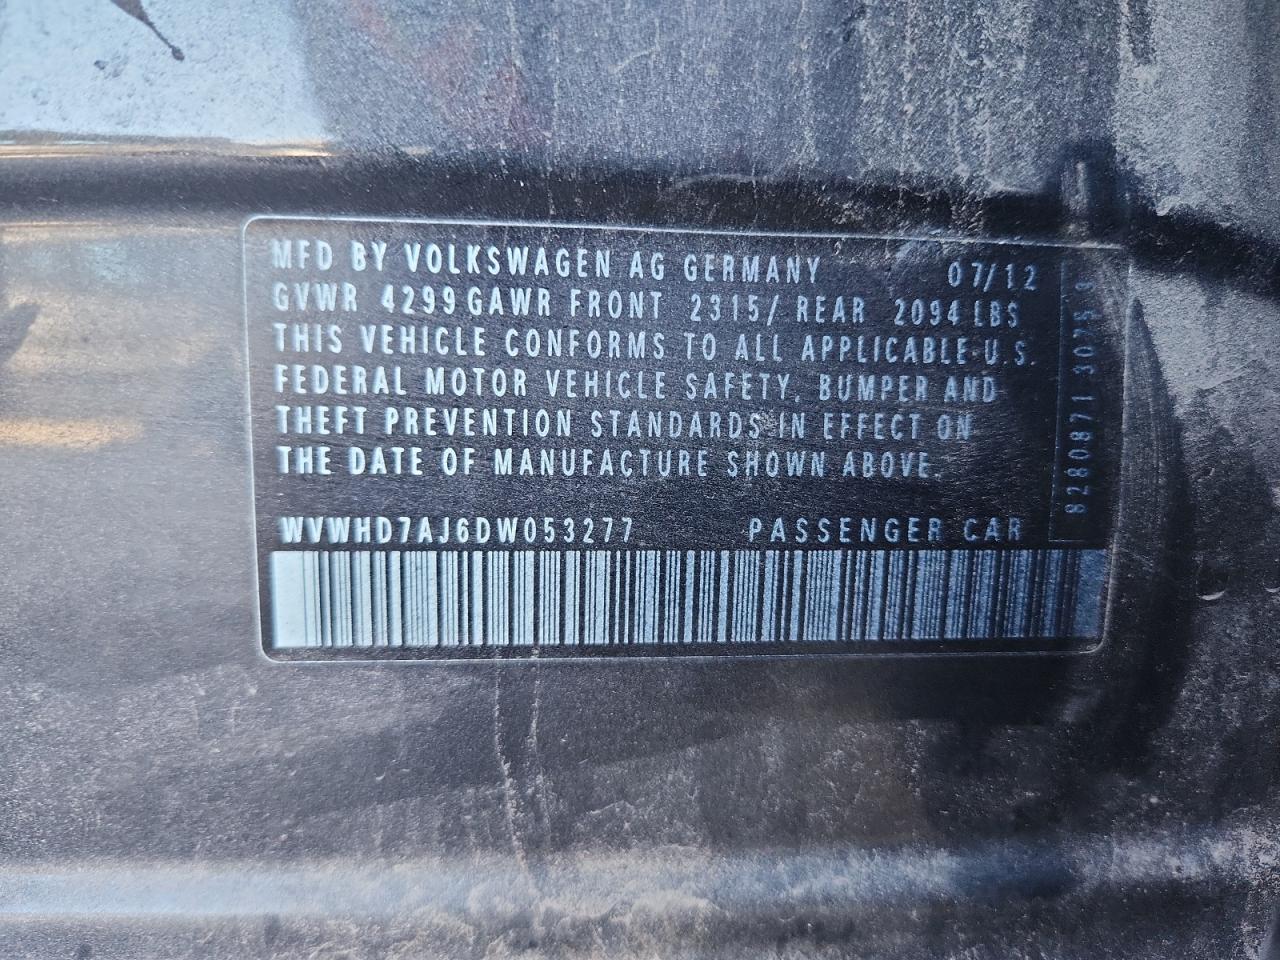 MFD BY VOLKSWAGEN AG GERMANY 07/12
GVWR 4299 GAWR FRONT 2315/ REAR 2094 LBS
THIS VEHICLE CONFORMS TO ALL APPLICABLE U.S.
FEDERAL MOTOR VEHICLE SAFETY, BUMPER AND
THEFT PREVENTION STANDARDS IN EFFECT ON
THE DATE OF MANUFACTURE SHOWN ABOVE.
WVWHD7AJ6DW053277 PASSENGER CAR
8280871